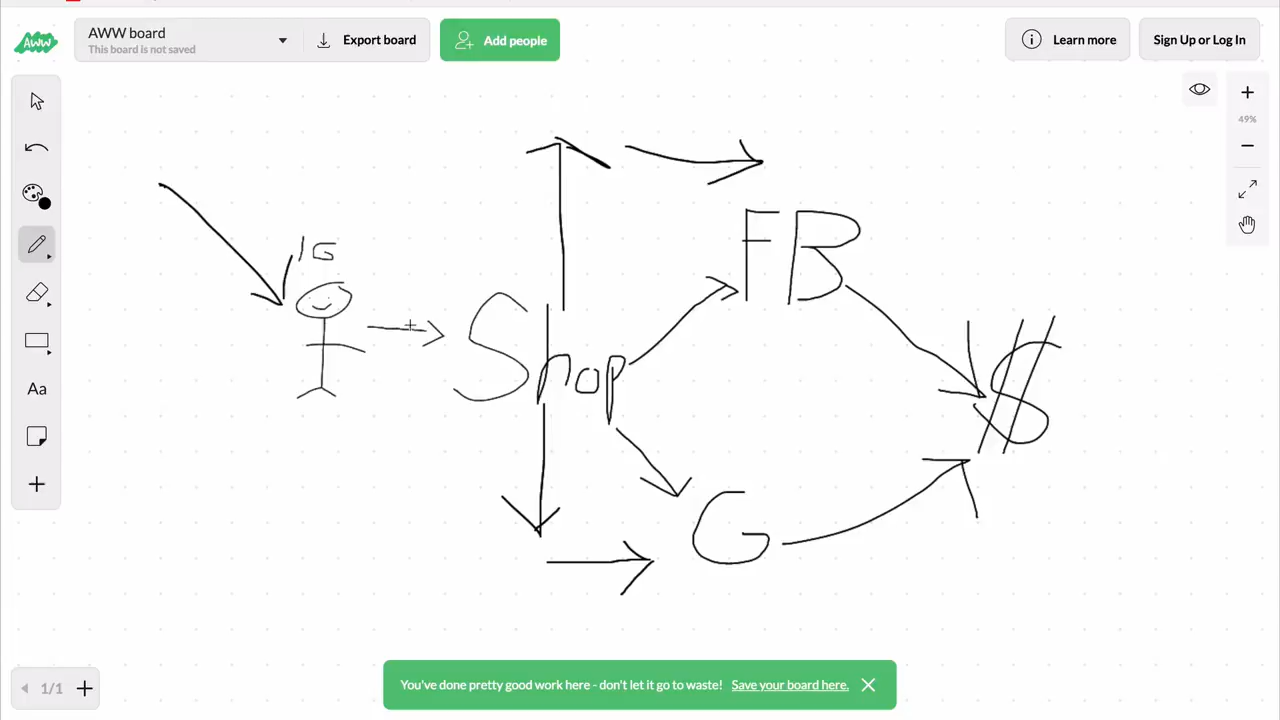 AWW board
This board is not saved
Export board
Add people
Learn more
Sign Up or Log In
AWW
49%
IG
Shop
FB
$
G
Aa
1/1
You've done pretty good work here - don't let it go to waste! Save your board here.